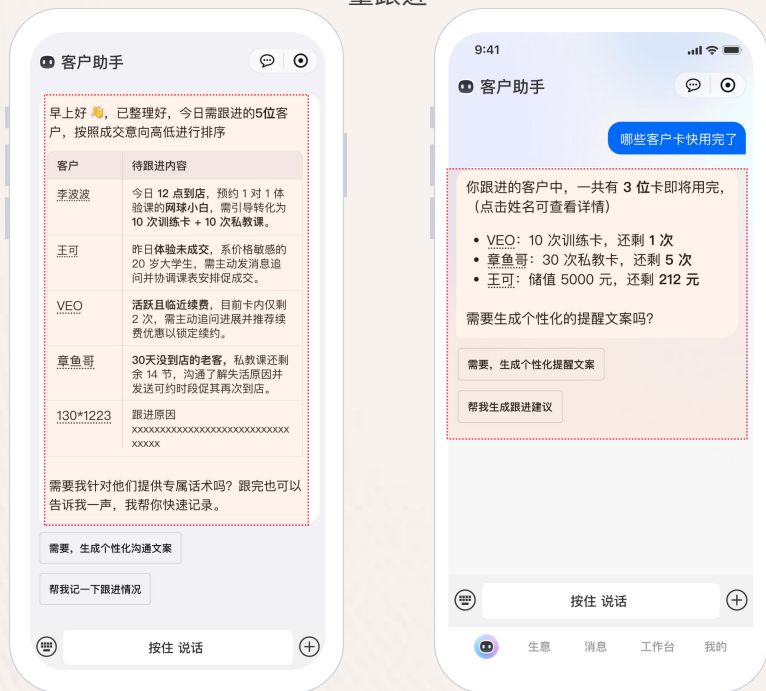 客户助手
早上好 👋，已整理好，今日需跟进的5位客
户，按照成交意向高低进行排序
客户 待跟进内容
李波波 今日 12 点到店，预约 1 对 1 体
验课的网球小白，需引导转化为
10 次训练卡 + 10 次私教课。
王可 昨日体验未成交，系价格敏感的
20 岁大学生，需主动发消息追
问并协调课表安排促成交。
VEO 活跃且临近续费，目前卡内仅剩
2 次，需主动追问进展并推荐续
费优惠以锁定续约。
章鱼哥 30天没到店的老客，私教课还剩
余 14 节，沟通了解失活原因并
发送可约时段促其再次到店。
130*1223 跟进原因
xxxxxxxxxxxxxxxxxxxxxxxxxxxx
xxxxx
需要我针对他们提供专属话术吗？跟完也可以
告诉我一声，我帮你快速记录。
需要，生成个性化沟通文案
帮我记一下跟进情况
按住 说话
9:41
客户助手
哪些客户卡快用完了
你跟进的客户中，一共有 3 位卡即将用完，
（点击姓名可查看详情）
• VEO：10 次训练卡，还剩 1 次
• 章鱼哥：30 次私教卡，还剩 5 次
• 王可：储值 5000 元，还剩 212 元
需要生成个性化的提醒文案吗？
需要，生成个性化提醒文案
帮我生成跟进建议
按住 说话
生意 消息 工作台 我的